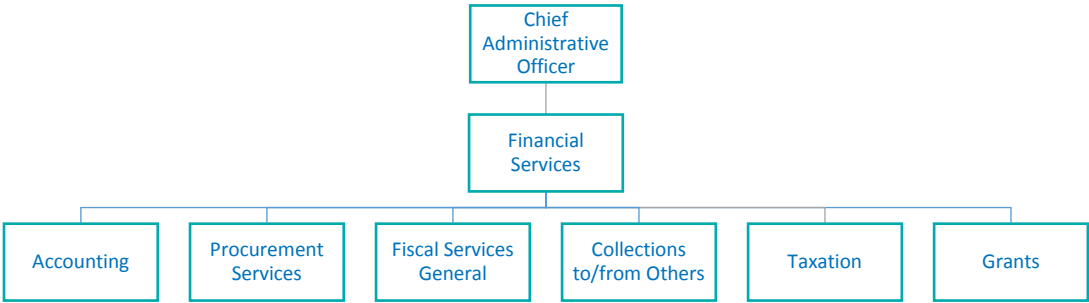 Chief
Administrative
Officer
Financial
Services
Accounting
Procurement
Services
Fiscal Services
General
Collections
to/from Others
Taxation
Grants